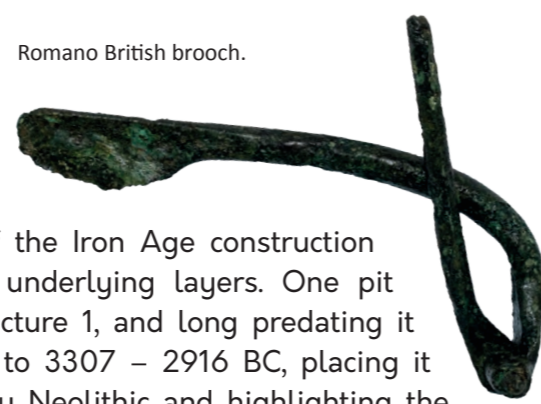 Romano British brooch.
the Iron Age construction
underlying layers. One pit
cture 1, and long predating it
to 3307 – 2916 BC, placing it
Neolithic and highlighting the